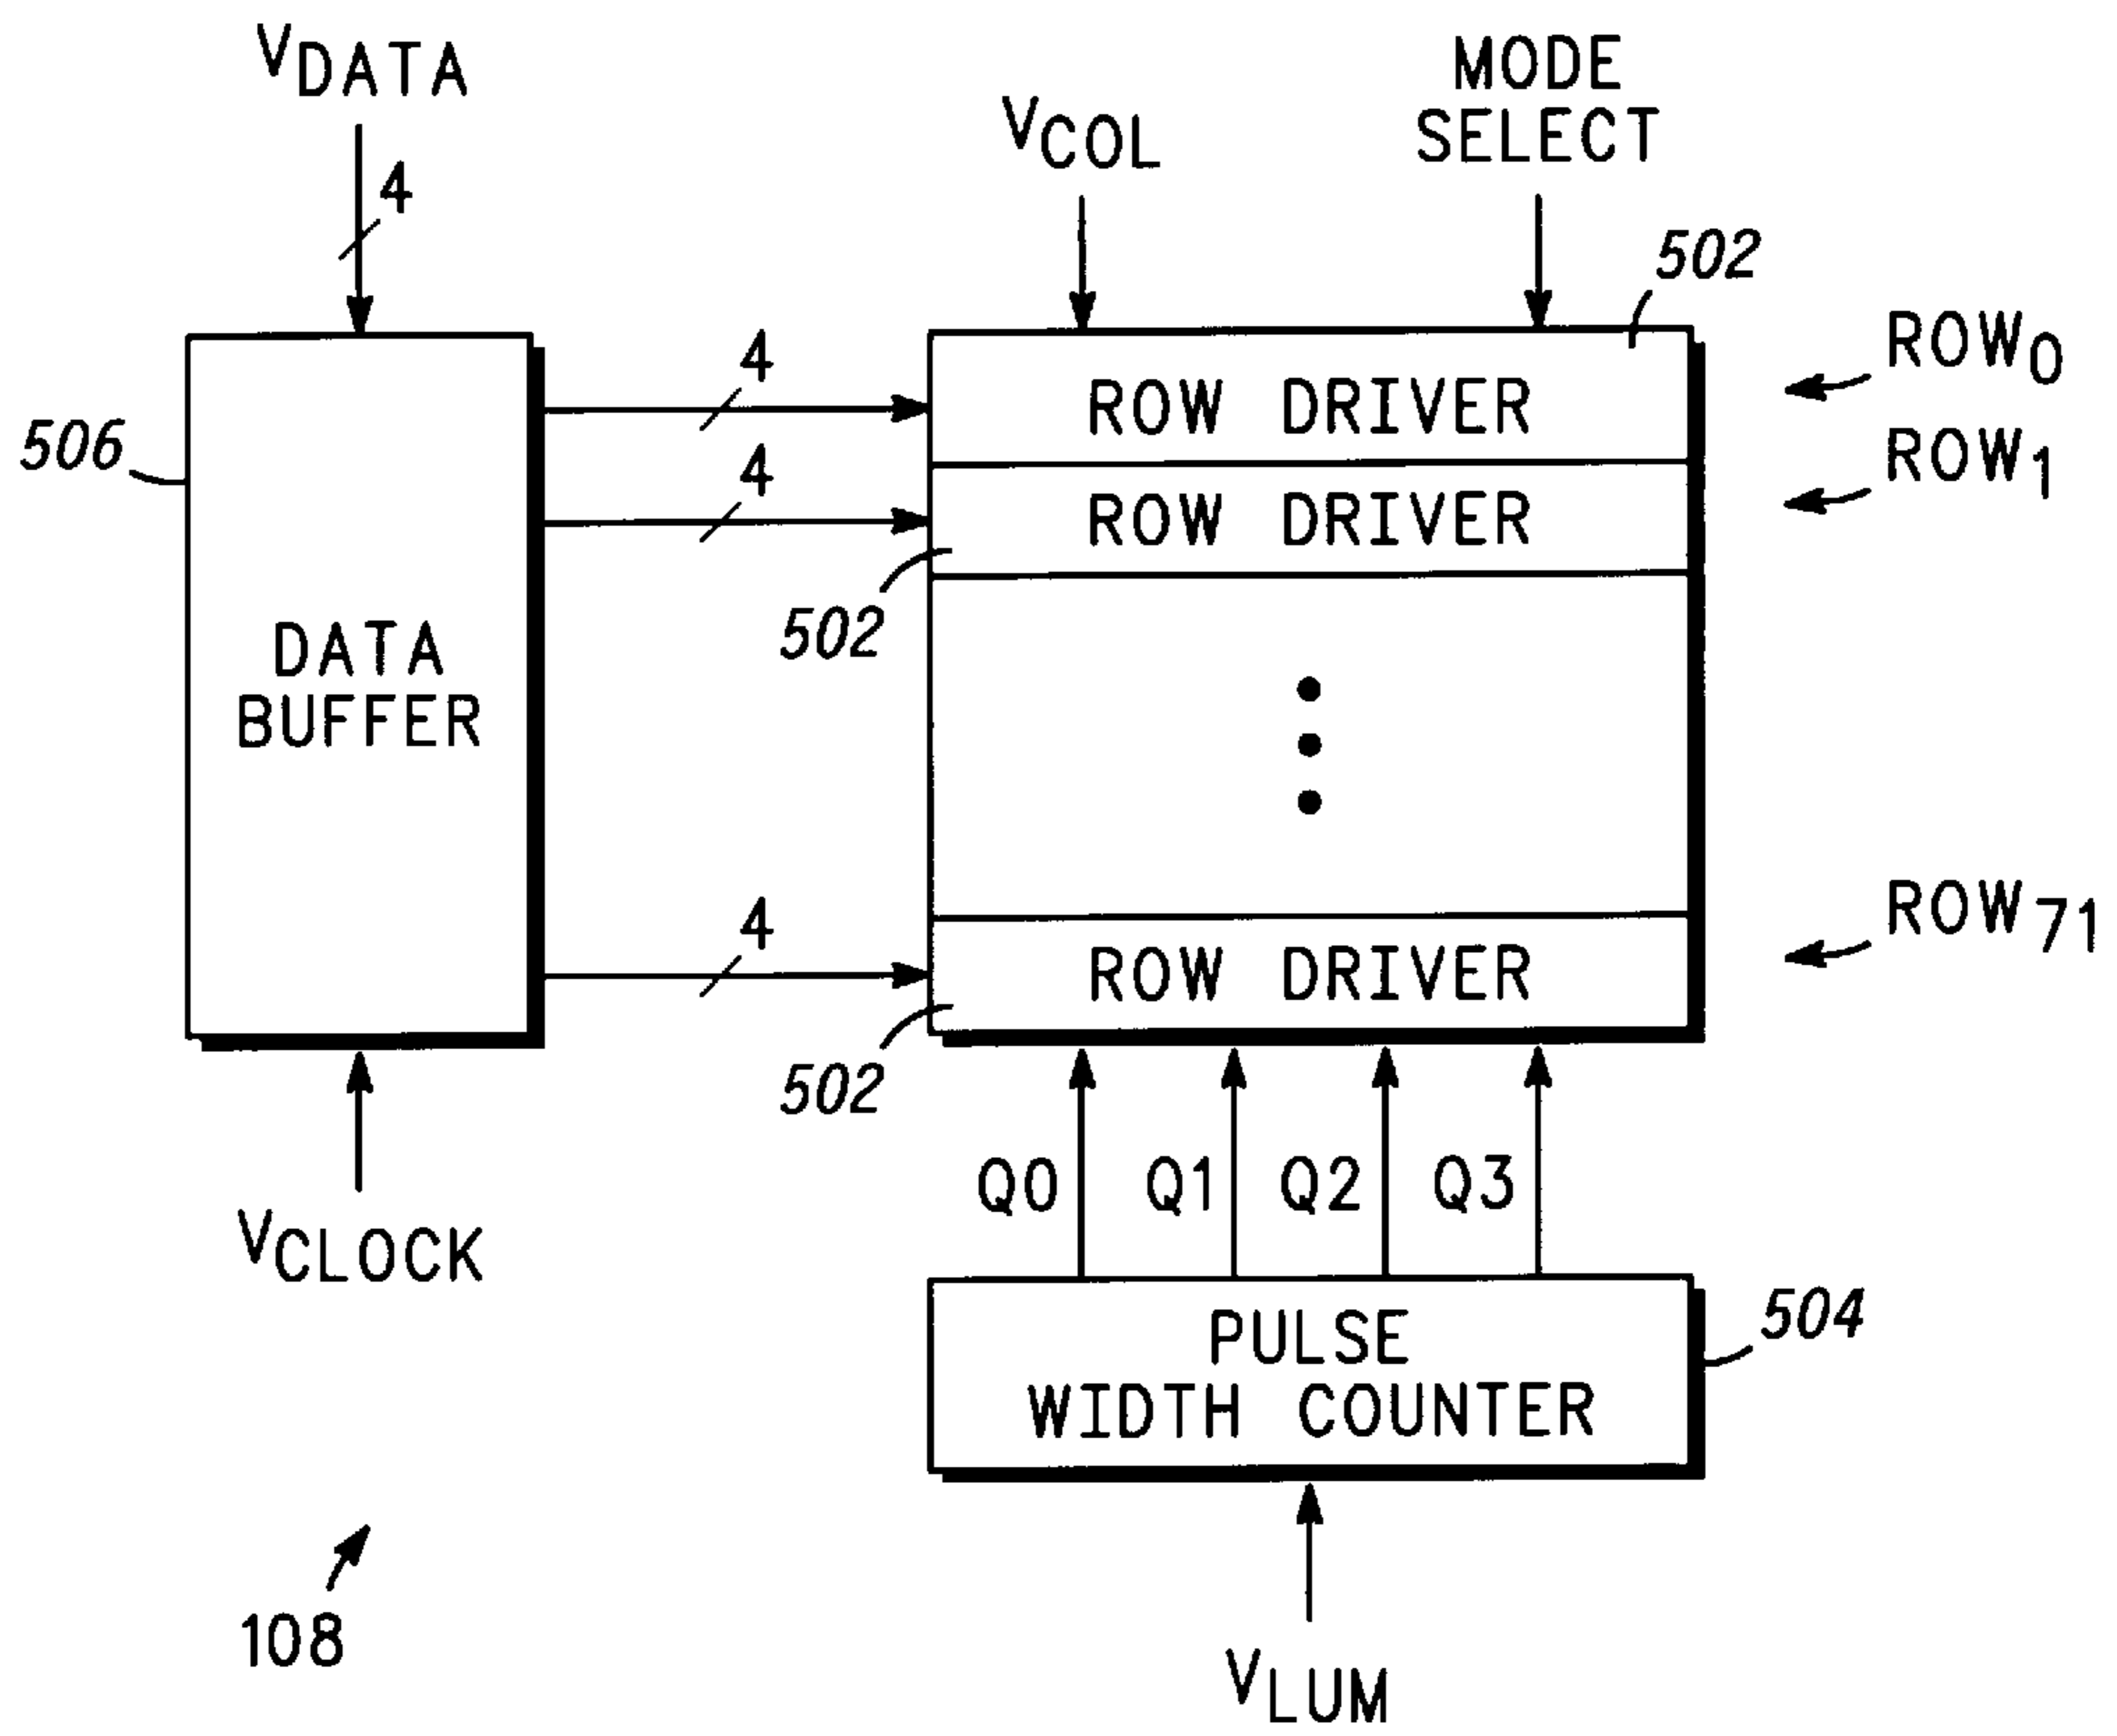 VDATA
4
VCOL
MODE
SELECT
502
ROW0
4
ROW DRIVER
506
ROW1
4
ROW DRIVER
502
DATA
BUFFER
ROW71
4
ROW DRIVER
502
Q0 Q1 Q2 Q3
VCLOCK
PULSE
WIDTH COUNTER
504
108
VLUM